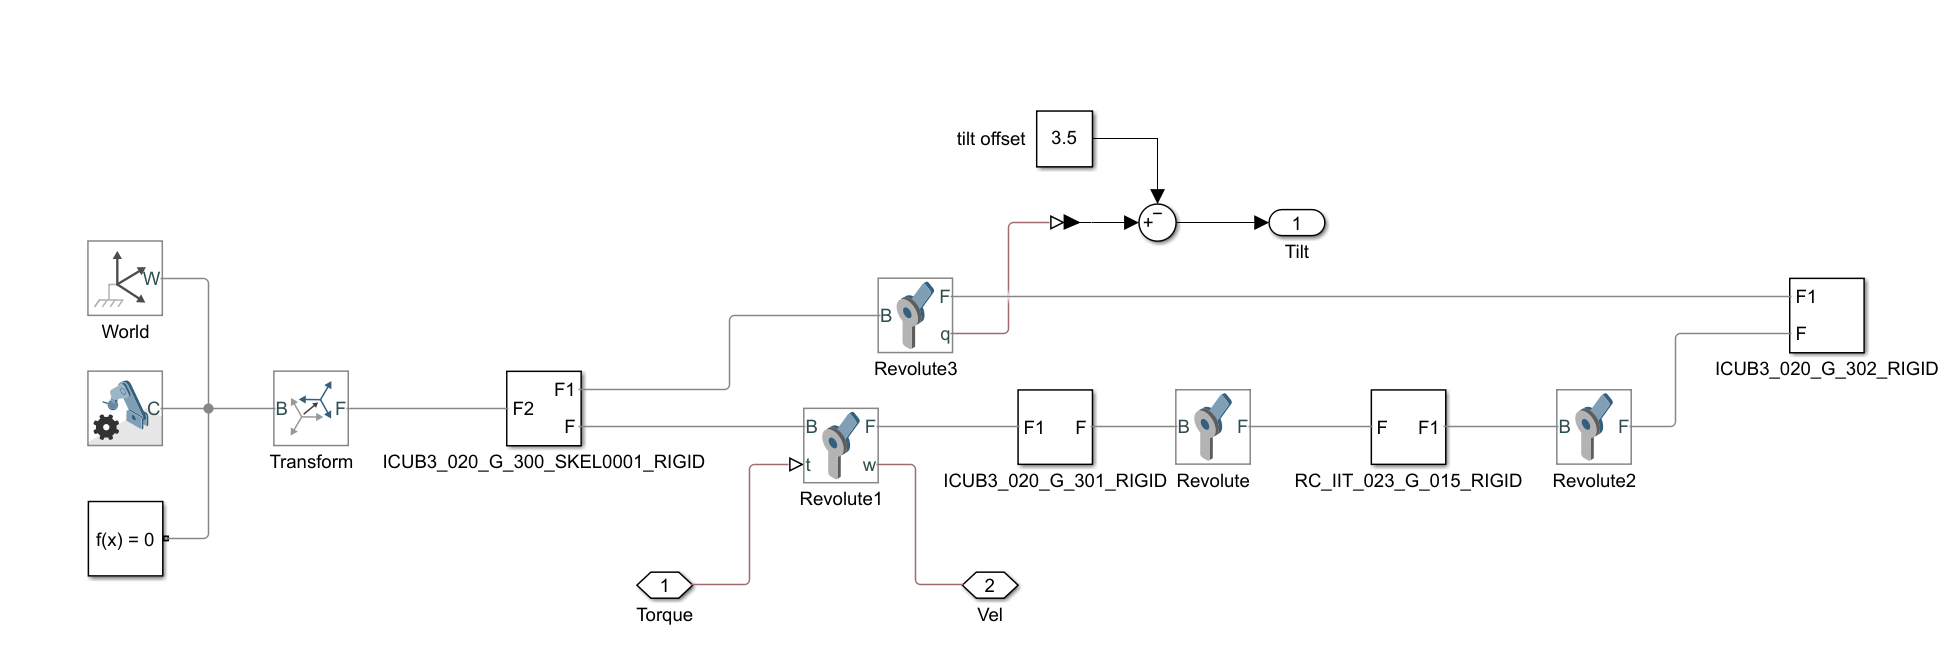 tilt offset
3.5
+
−
1
Tilt
W
World
B
F
q
Revolute3
F1
F
ICUB3_020_G_302_RIGID
C
B
F
Transform
F2
F1
F
ICUB3_020_G_300_SKEL0001_RIGID
B
F
t
w
Revolute1
F1
F
ICUB3_020_G_301_RIGID
B
F
Revolute
F
F1
RC_IIT_023_G_015_RIGID
B
F
Revolute2
f(x) = 0
1
Torque
2
Vel